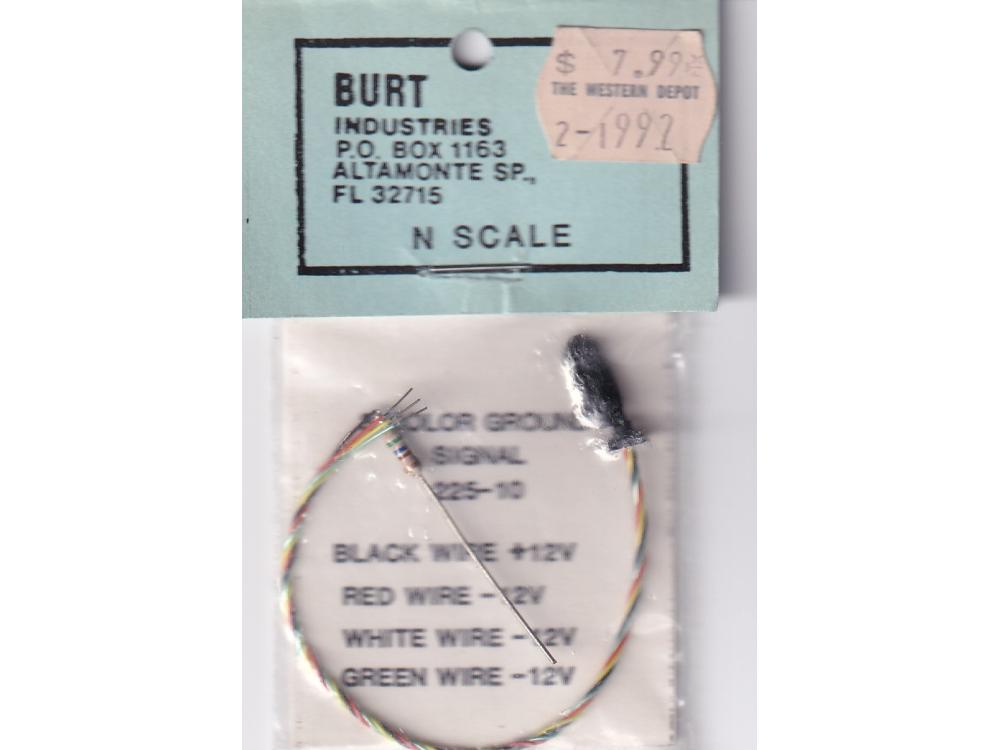 BURT
INDUSTRIES
P.O. BOX 1163
ALTAMONTE SP.,
FL 32715
N SCALE
$ 7.99
THE WESTERN DEPOT
2-1992
COLOR GROUND
SIGNAL
225-10
BLACK WIRE +12V
RED WIRE -12V
WHITE WIRE -12V
GREEN WIRE -12V